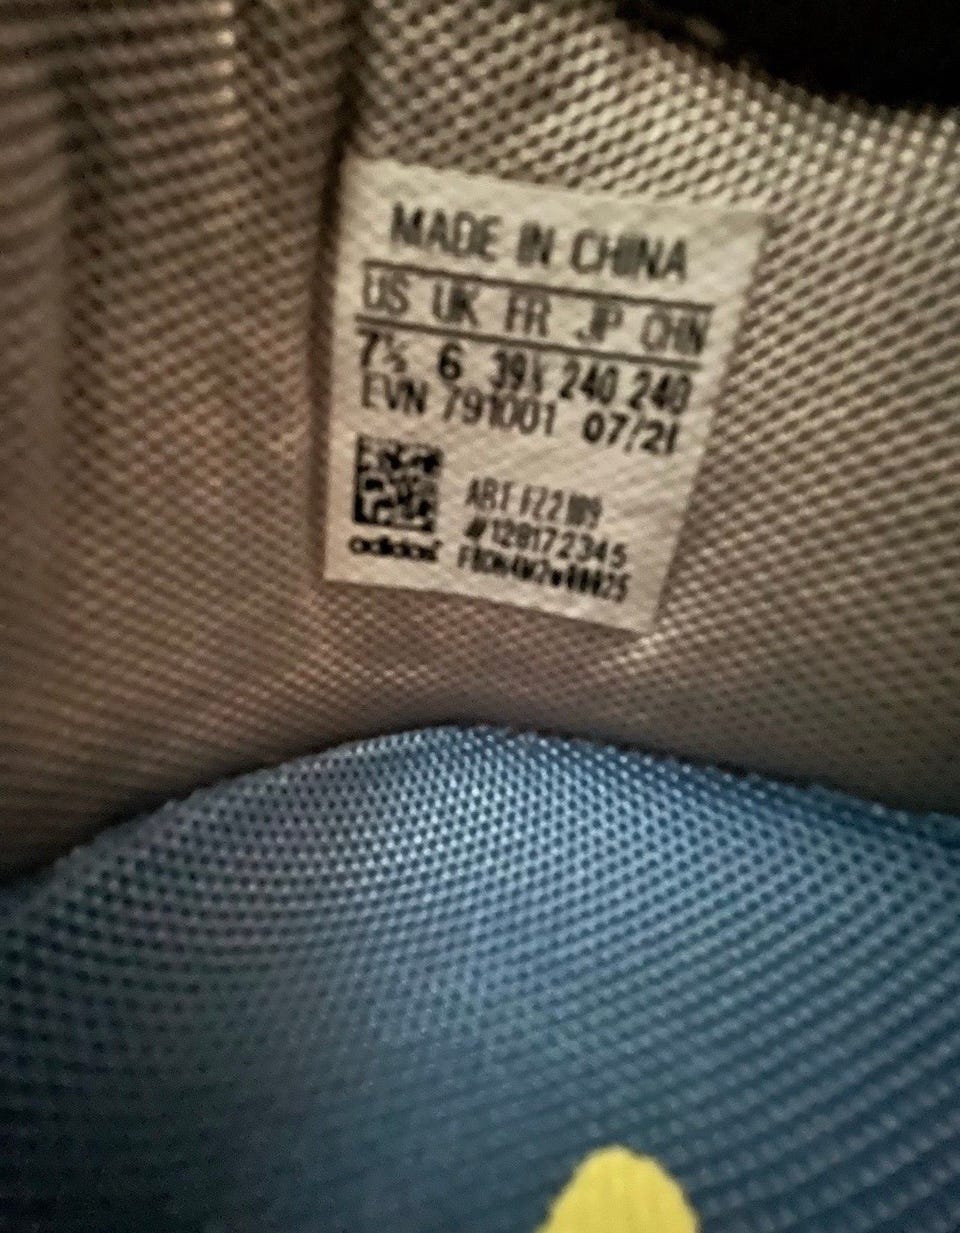 MADE IN CHINA
US UK FR JP CHN
7½ 6 39⅓ 240 240
EVN 791001 07/21
ART
#128172345
adidas